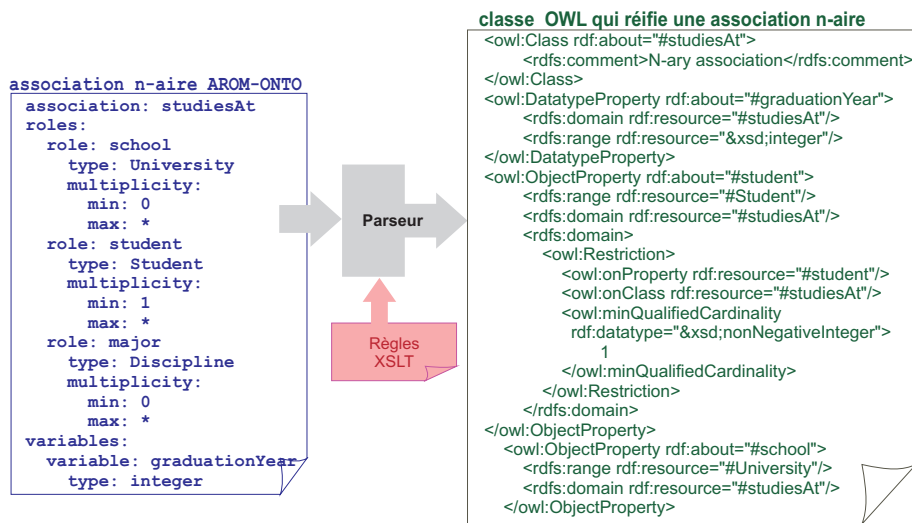 association n-aire AROM-ONTO
association: studiesAt
roles:
role: school
type: University
multiplicity:
min: 0
max: *
role: student
type: Student
multiplicity:
min: 1
max: *
role: major
type: Discipline
multiplicity:
min: 0
max: *
variables:
variable: graduationYear
type: integer
Parseur
Règles
XSLT
classe OWL qui réifie une association n-aire
<owl:Class rdf:about="#studiesAt">
<rdfs:comment>N-ary association</rdfs:comment>
</owl:Class>
<owl:DatatypeProperty rdf:about="#graduationYear">
<rdfs:domain rdf:resource="#studiesAt"/>
<rdfs:range rdf:resource="&xsd;integer"/>
</owl:DatatypeProperty>
<owl:ObjectProperty rdf:about="#student">
<rdfs:range rdf:resource="#Student"/>
<rdfs:domain rdf:resource="#studiesAt"/>
<rdfs:domain>
<owl:Restriction>
<owl:onProperty rdf:resource="#student"/>
<owl:onClass rdf:resource="#studiesAt"/>
<owl:minQualifiedCardinality
rdf:datatype="&xsd;nonNegativeInteger">
1
</owl:minQualifiedCardinality>
</owl:Restriction>
</rdfs:domain>
</owl:ObjectProperty>
<owl:ObjectProperty rdf:about="#school">
<rdfs:range rdf:resource="#University"/>
<rdfs:domain rdf:resource="#studiesAt"/>
</owl:ObjectProperty>